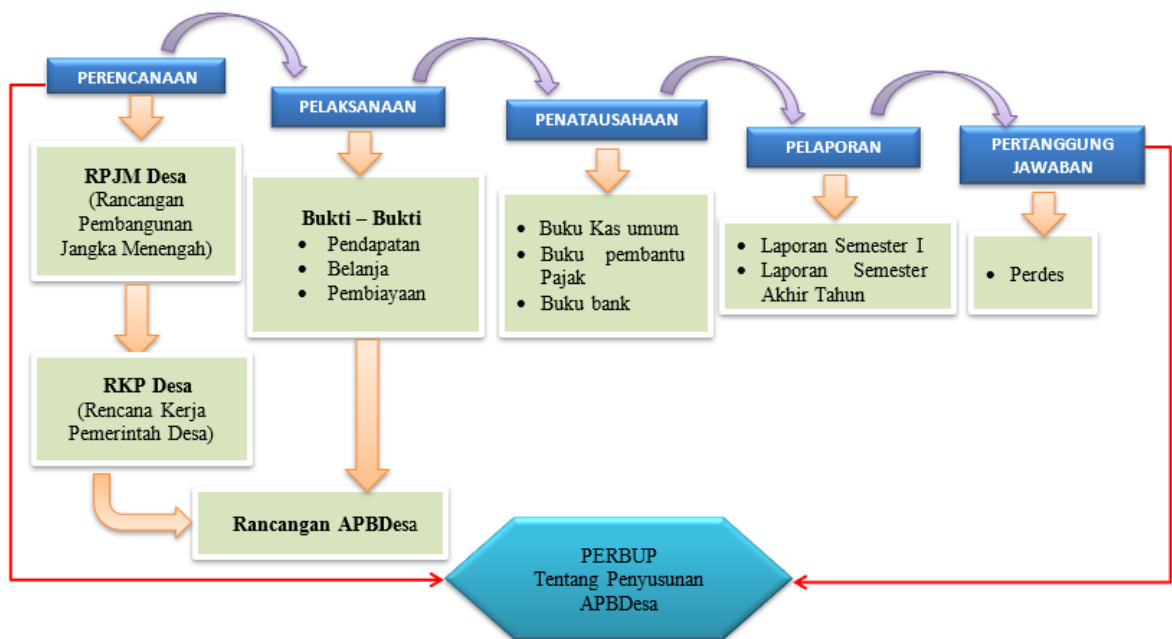 PERENCANAAN
PELAKSANAAN
PENATAUSAHAAN
PELAPORAN
PERTANGGUNG
JAWABAN
RPJM Desa
(Rancangan
Pembangunan
Jangka Menengah)
Bukti – Bukti
• Pendapatan
• Belanja
• Pembiayaan
• Buku Kas umum
• Buku pembantu
Pajak
• Buku bank
• Laporan Semester I
• Laporan Semester
Akhir Tahun
• Perdes
RKP Desa
(Rencana Kerja
Pemerintah Desa)
Rancangan APBDesa
PERBUP
Tentang Penyusunan
APBDesa